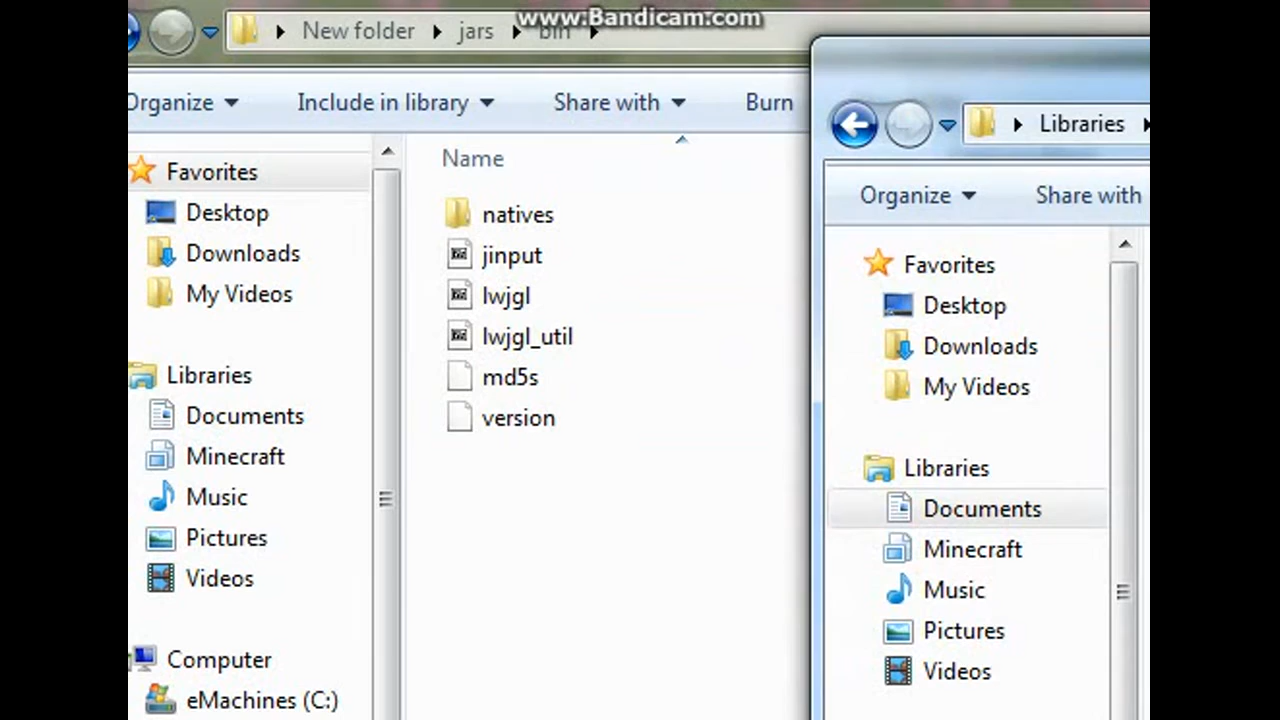 www.Bandicam.com
New folder jars bin
Organize Include in library Share with Burn
Favorites
Desktop
Downloads
My Videos
Libraries
Documents
Minecraft
Music
Pictures
Videos
Computer
eMachines (C:)
Name
natives
jinput
lwjgl
lwjgl_util
md5s
version
Libraries
Organize Share with
Favorites
Desktop
Downloads
My Videos
Libraries
Documents
Minecraft
Music
Pictures
Videos